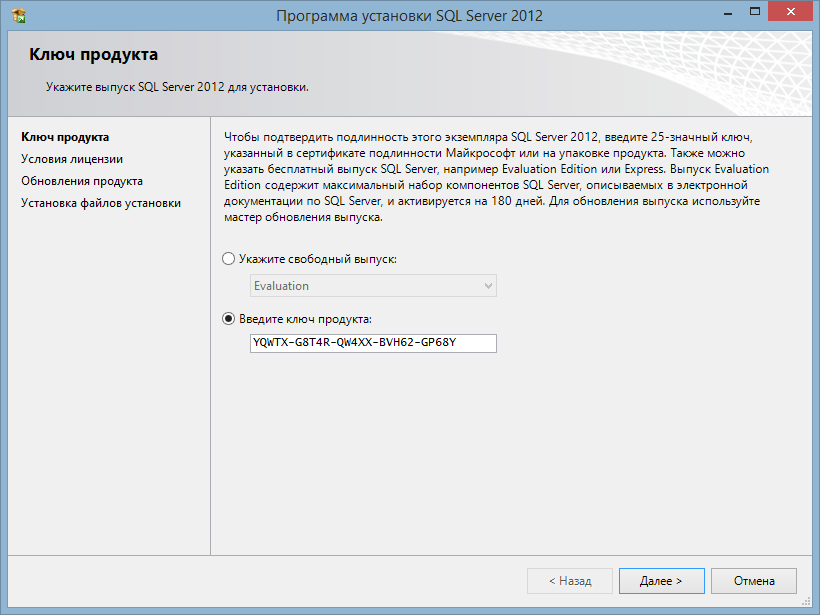 Программа установки SQL Server 2012
Ключ продукта
Укажите выпуск SQL Server 2012 для установки.
Ключ продукта
Условия лицензии
Обновления продукта
Установка файлов установки
Чтобы подтвердить подлинность этого экземпляра SQL Server 2012, введите 25-значный ключ,
указанный в сертификате подлинности Майкрософт или на упаковке продукта. Также можно
указать бесплатный выпуск SQL Server, например Evaluation Edition или Express. Выпуск Evaluation
Edition содержит максимальный набор компонентов SQL Server, описываемых в электронной
документации по SQL Server, и активируется на 180 дней. Для обновления выпуска используйте
мастер обновления выпуска.
Укажите свободный выпуск:
Evaluation
Введите ключ продукта:
YQWTX-G8T4R-QW4XX-BVH62-GP68Y
< Назад
Далее >
Отмена